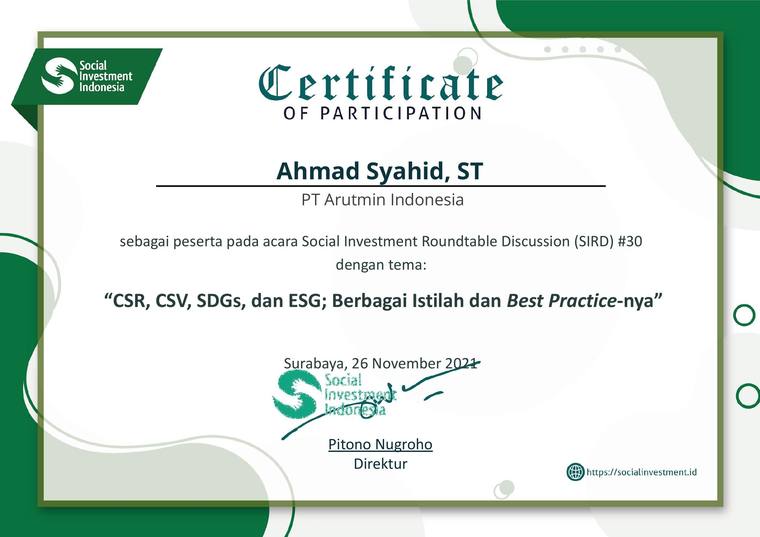 Social
Investment
Indonesia
Certificate
OF PARTICIPATION
Ahmad Syahid, ST
PT Arutmin Indonesia
sebagai peserta pada acara Social Investment Roundtable Discussion (SIRD) #30
dengan tema:
“CSR, CSV, SDGs, dan ESG; Berbagai Istilah dan Best Practice-nya”
Surabaya, 26 November 2021
Social
Investment
Indonesia
Pitono Nugroho
Direktur
https://socialinvestment.id